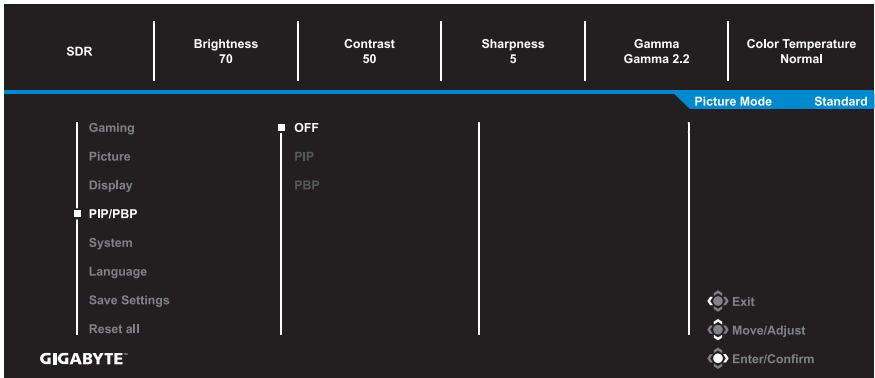 SDR
Brightness
70
Contrast
50
Sharpness
5
Gamma
Gamma 2.2
Color Temperature
Normal
Picture Mode Standard
Gaming
Picture
Display
PIP/PBP
System
Language
Save Settings
Reset all
OFF
PIP
PBP
Exit
Move/Adjust
Enter/Confirm
GIGABYTE™